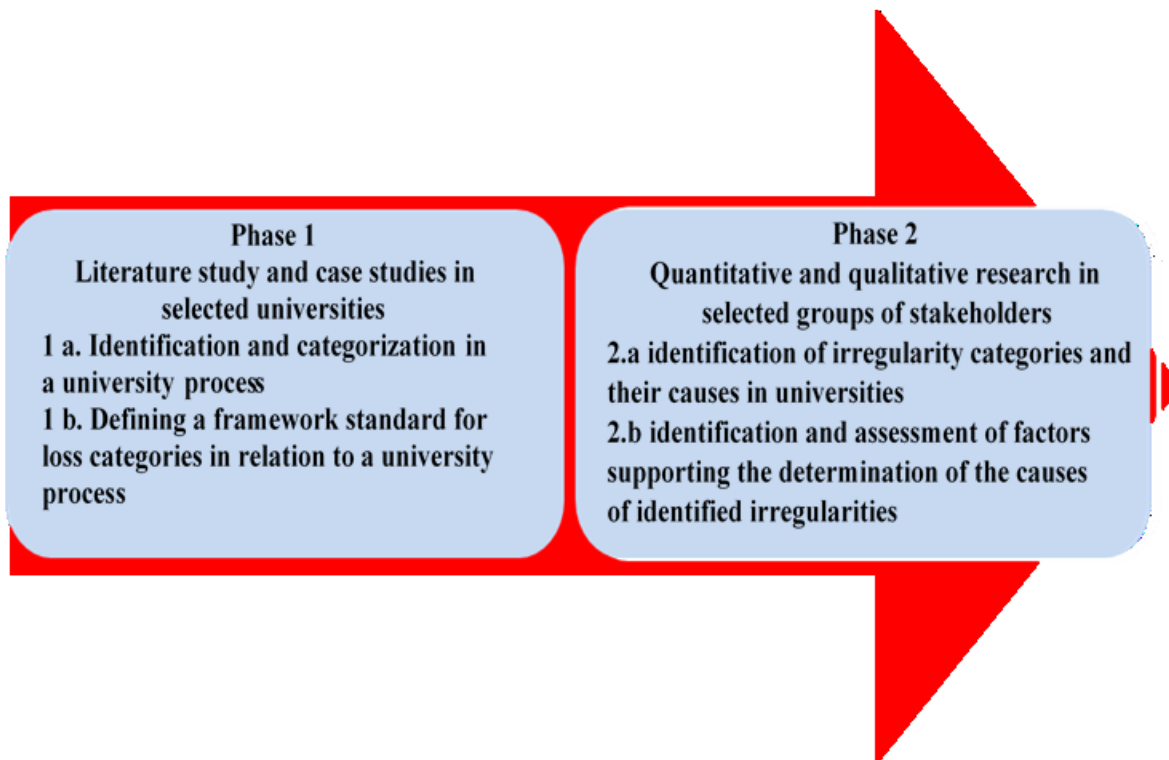 Phase 1
Literature study and case studies in
selected universities
1 a. Identification and categorization in
a university process
1 b. Defining a framework standard for
loss categories in relation to a university
process
Phase 2
Quantitative and qualitative research in
selected groups of stakeholders
2.a identification of irregularity categories and
their causes in universities
2.b identification and assessment of factors
supporting the determination of the causes
of identified irregularities